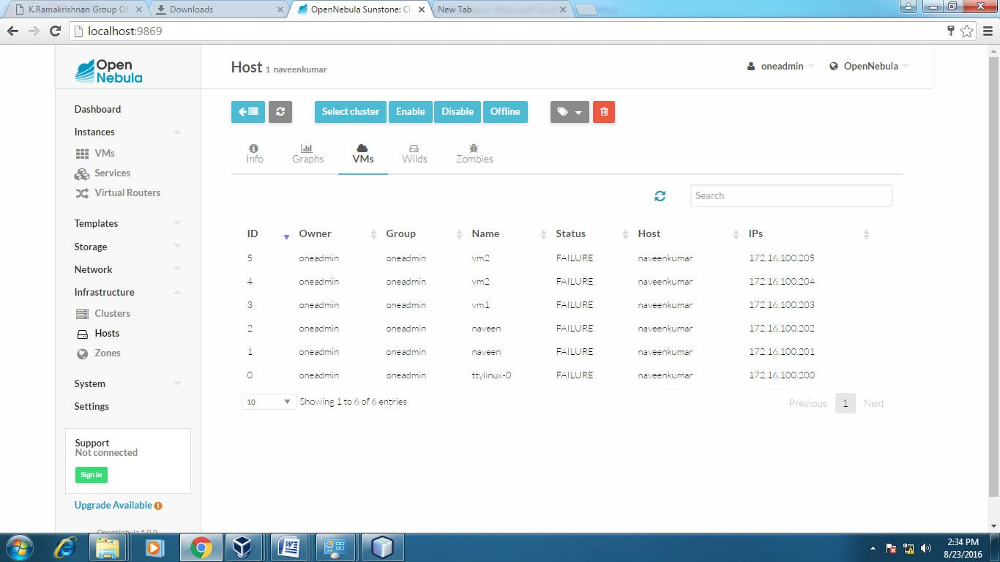 K.Ramakrishnan Group Of
Downloads
OpenNebula Sunstone: Cl
New Tab
localhost:9869
Open
Nebula
Host 1 naveenkumar
oneadmin
OpenNebula
Dashboard
Instances
VMs
Services
Virtual Routers
Templates
Storage
Network
Infrastructure
Clusters
Hosts
Zones
System
Settings
Support
Not connected
Sign in
Upgrade Available
OpenNebula 5.0.0
Select cluster Enable Disable Offline
Info Graphs VMs Wilds Zombies
Search
ID Owner Group Name Status Host IPs
5 oneadmin oneadmin vm2 FAILURE naveenkumar 172.16.100.205
4 oneadmin oneadmin vm2 FAILURE naveenkumar 172.16.100.204
3 oneadmin oneadmin vm1 FAILURE naveenkumar 172.16.100.203
2 oneadmin oneadmin naveen FAILURE naveenkumar 172.16.100.202
1 oneadmin oneadmin naveen FAILURE naveenkumar 172.16.100.201
0 oneadmin oneadmin ttylinux-0 FAILURE naveenkumar 172.16.100.200
10 Showing 1 to 6 of 6 entries
Previous 1 Next
2:34 PM
8/23/2016